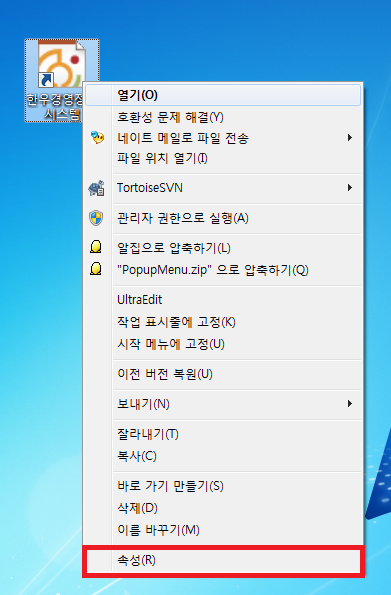 한우경영정
시스템
열기(O)
호환성 문제 해결(Y)
네이트 메일로 파일 전송
파일 위치 열기(I)
TortoiseSVN
관리자 권한으로 실행(A)
알집으로 압축하기(L)
"PopupMenu.zip" 으로 압축하기(Q)
UltraEdit
작업 표시줄에 고정(K)
시작 메뉴에 고정(U)
이전 버전 복원(U)
보내기(N)
잘라내기(T)
복사(C)
바로 가기 만들기(S)
삭제(D)
이름 바꾸기(M)
속성(R)